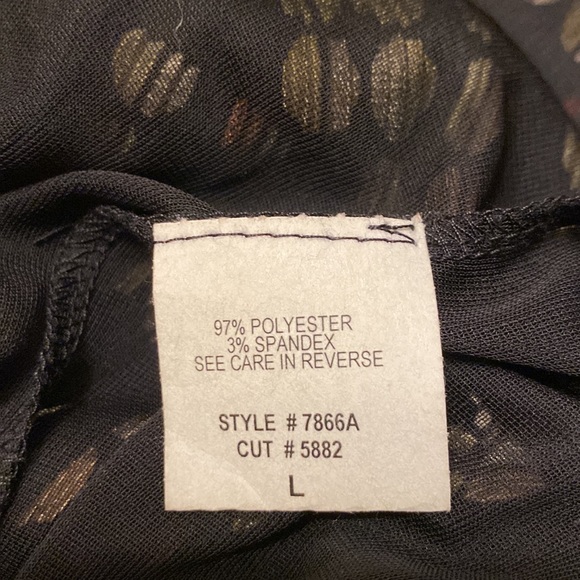 97% POLYESTER
3% SPANDEX
SEE CARE IN REVERSE
STYLE # 7866A
CUT # 5882
L